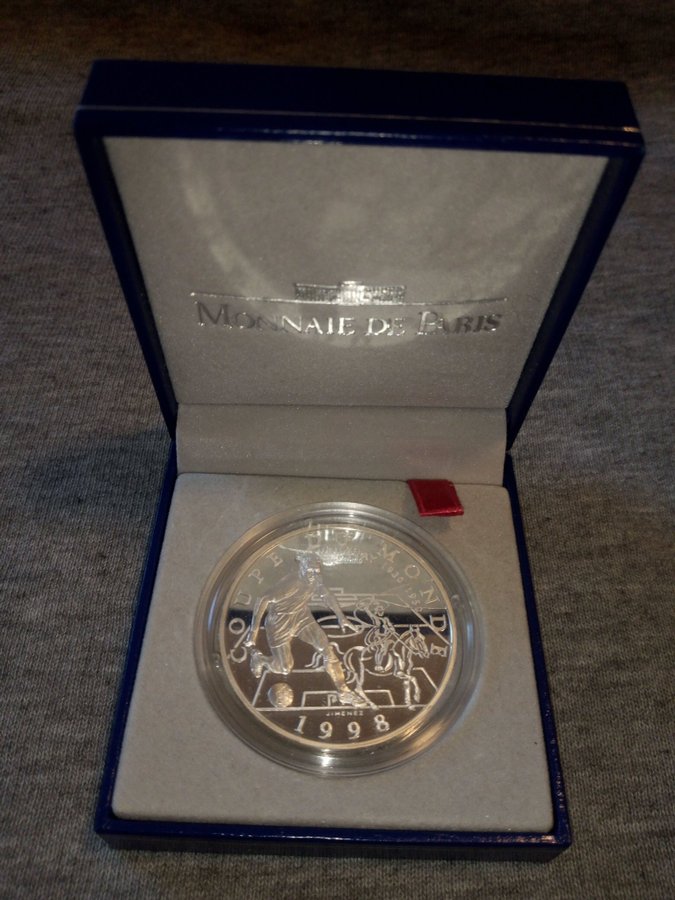 MONNAIE DE PARIS
COUPE DU MONDE
JIMENEZ
1998